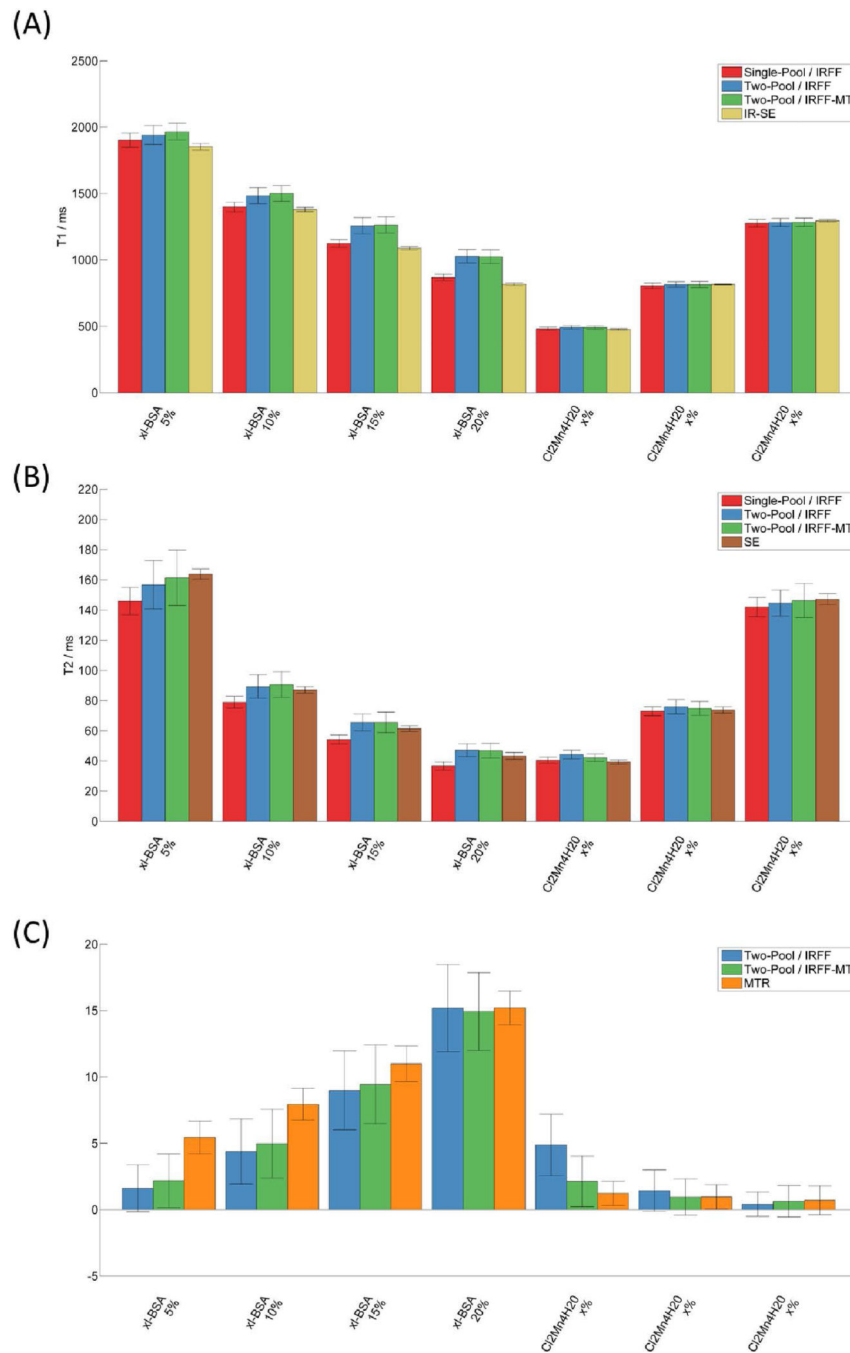 (A)
2500
2000
1500
1000
500
0
T1 / ms
Single-Pool / IRFF
Two-Pool / IRFF
Two-Pool / IRFF-MT
IR-SE
xl-BSA
5%
xl-BSA
10%
xl-BSA
15%
xl-BSA
20%
Cl2Mn4H20
x%
Cl2Mn4H20
x%
Cl2Mn4H20
x%
(B)
220
200
180
160
140
120
100
80
60
40
20
0
T2 / ms
Single-Pool / IRFF
Two-Pool / IRFF
Two-Pool / IRFF-MT
SE
xl-BSA
5%
xl-BSA
10%
xl-BSA
15%
xl-BSA
20%
Cl2Mn4H20
x%
Cl2Mn4H20
x%
Cl2Mn4H20
x%
(C)
20
15
10
5
0
-5
Two-Pool / IRFF
Two-Pool / IRFF-MT
MTR
xl-BSA
5%
xl-BSA
10%
xl-BSA
15%
xl-BSA
20%
Cl2Mn4H20
x%
Cl2Mn4H20
x%
Cl2Mn4H20
x%